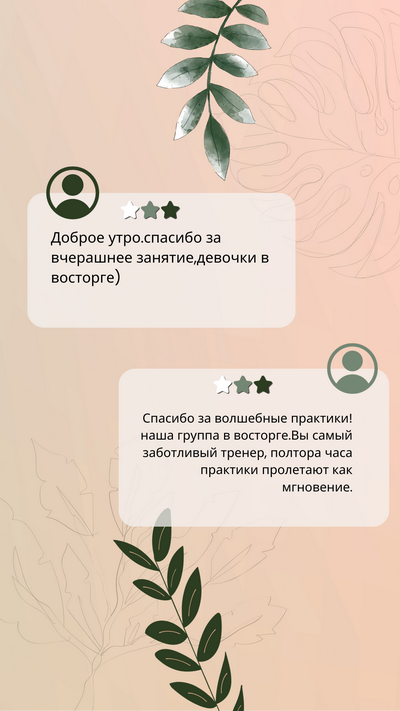 Доброе утро.спасибо за
вчерашнее занятие,девочки в
восторге)
Спасибо за волшебные практики!
наша группа в восторге.Вы самый
заботливый тренер, полтора часа
практики пролетают как
мгновение.